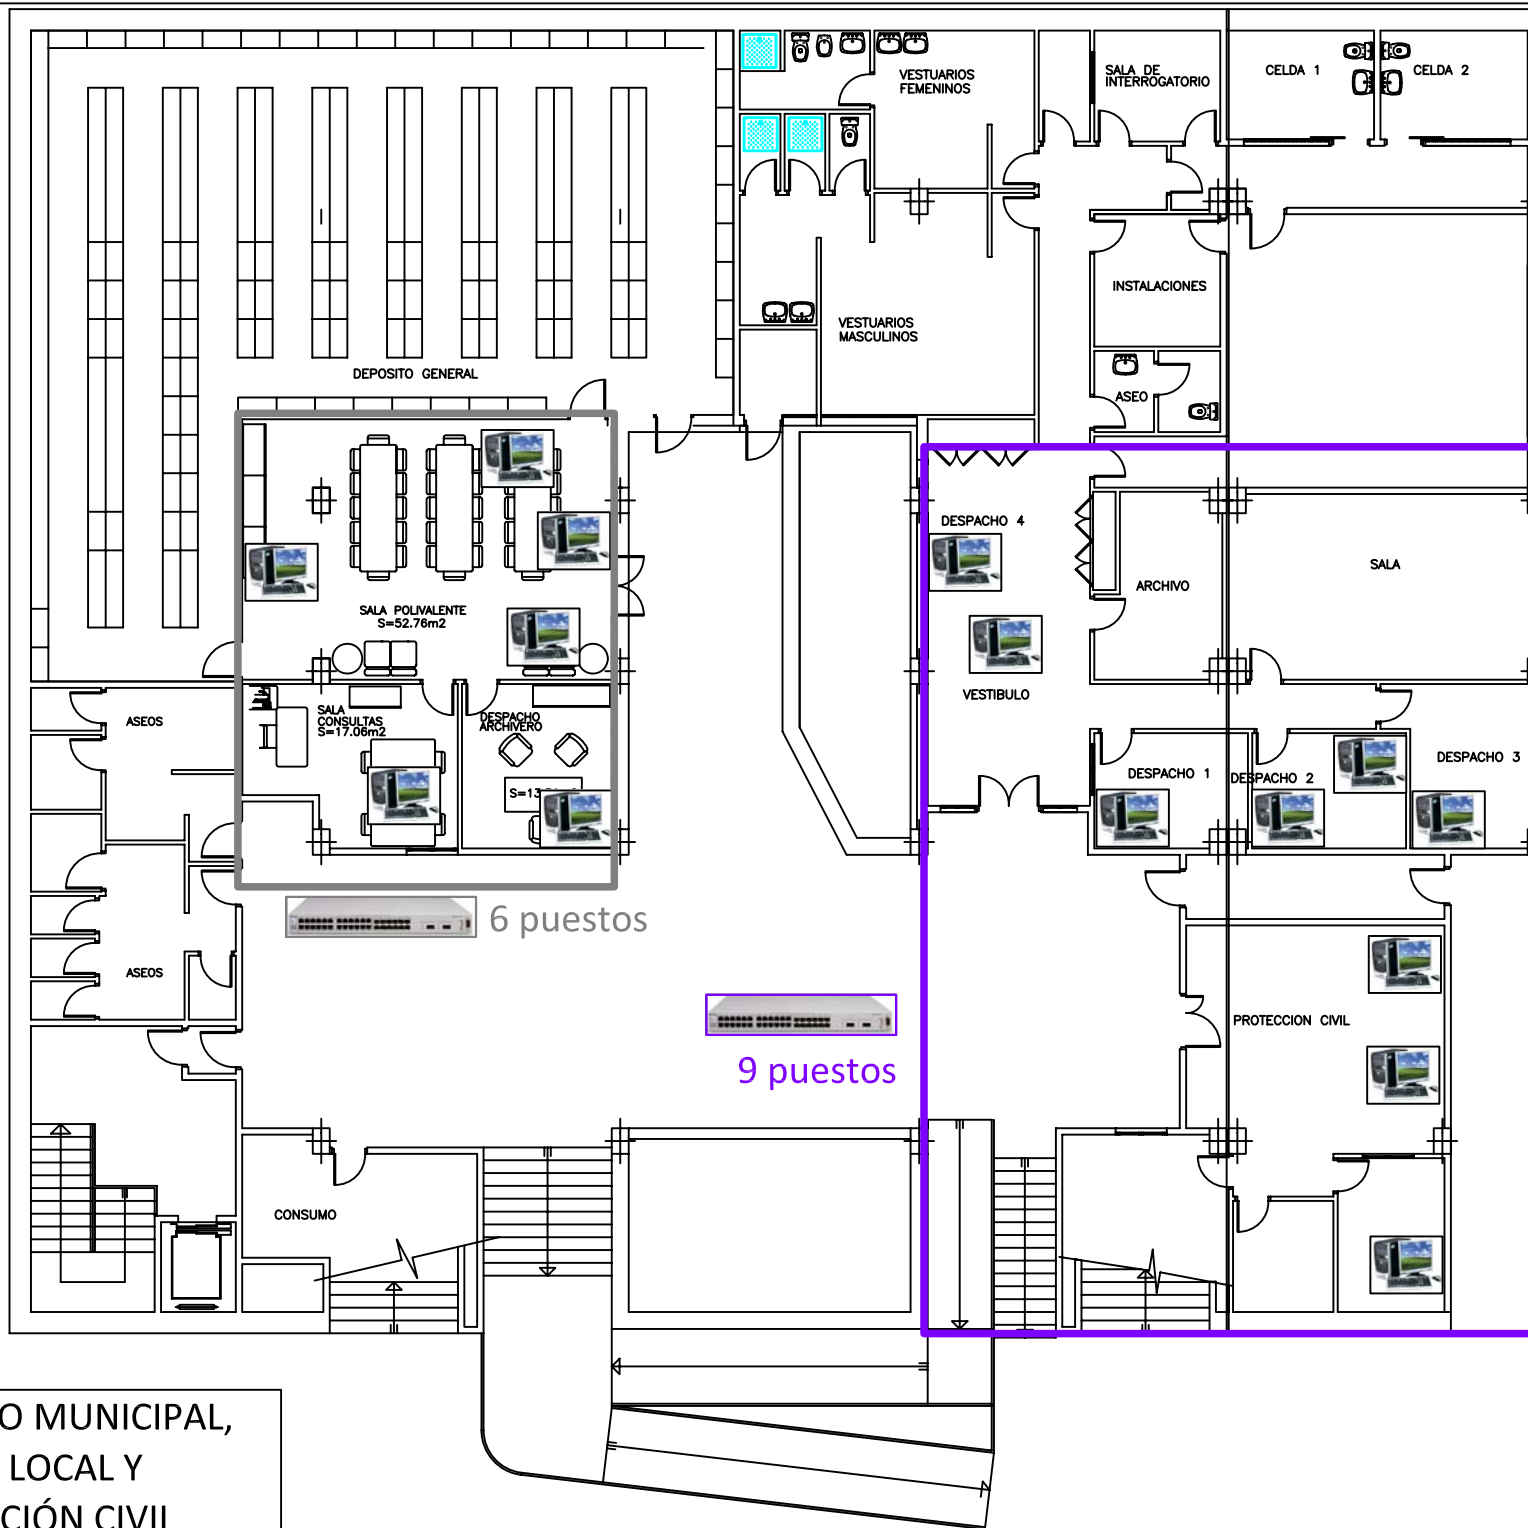 VESTUARIOS
FEMENINOS
SALA DE
INTERROGATORIO
CELDA 1
CELDA 2
INSTALACIONES
VESTUARIOS
MASCULINOS
DEPOSITO GENERAL
ASEO
DESPACHO 4
SALA
ARCHIVO
SALA POLIVALENTE
S=52.76m2
VESTIBULO
SALA
CONSULTAS
S=17.06m2
DESPACHO
ARCHIVERO
ASEOS
DESPACHO 1
DESPACHO 2
DESPACHO 3
6 puestos
ASEOS
PROTECCION CIVIL
9 puestos
CONSUMO
O MUNICIPAL,
LOCAL Y
CIÓN CIVIL